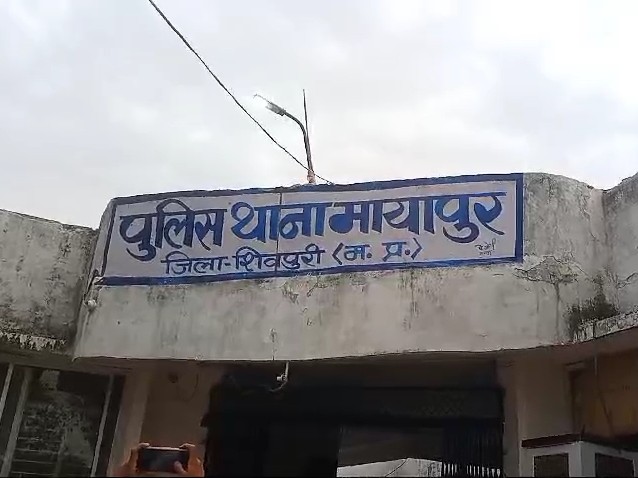 पुलिस थाना मायापुर
जिला-शिवपुरी (म. प्र.)